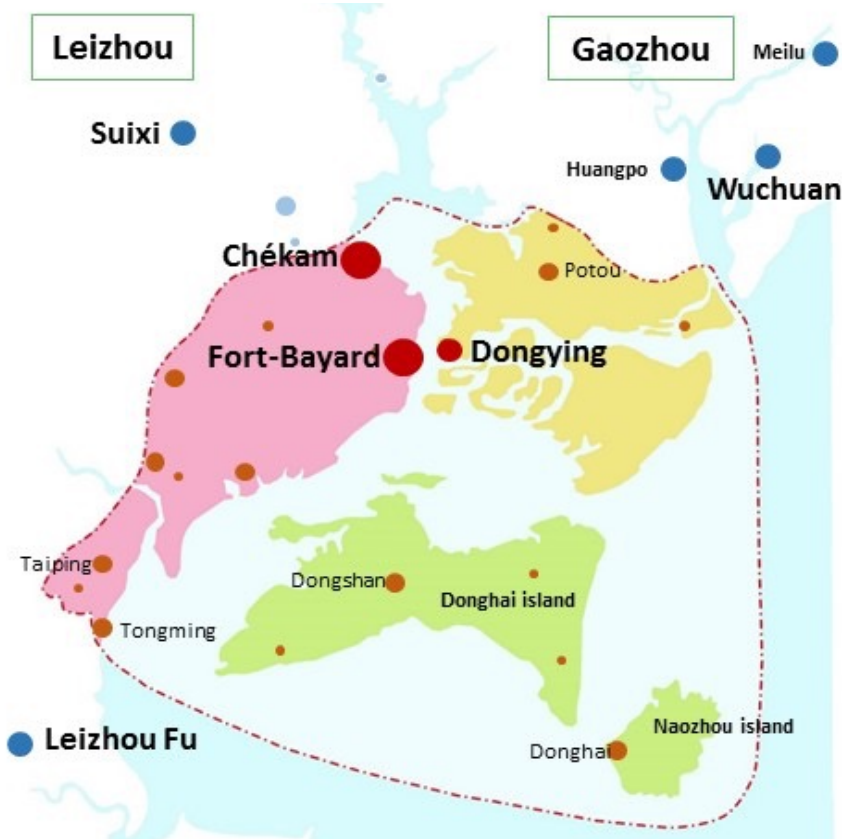 Leizhou
Gaozhou
Meilu
Suixi
Huangpo
Wuchuan
Chékam
Potou
Fort-Bayard
Dongying
Taiping
Dongshan
Donghai island
Tongming
Naozhou island
Leizhou Fu
Donghai